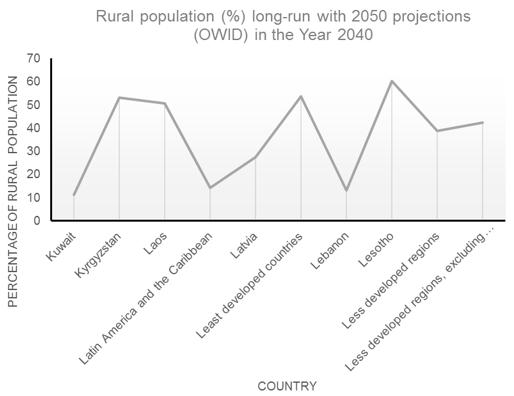 Rural population (%) long-run with 2050 projections
(OWID) in the Year 2040
PERCENTAGE OF RURAL POPULATION
70
60
50
40
30
20
10
0
Kuwait
Kyrgyzstan
Laos
Latin America and the Caribbean
Latvia
Least developed countries
Lebanon
Lesotho
Less developed regions
Less developed regions, excluding…
COUNTRY